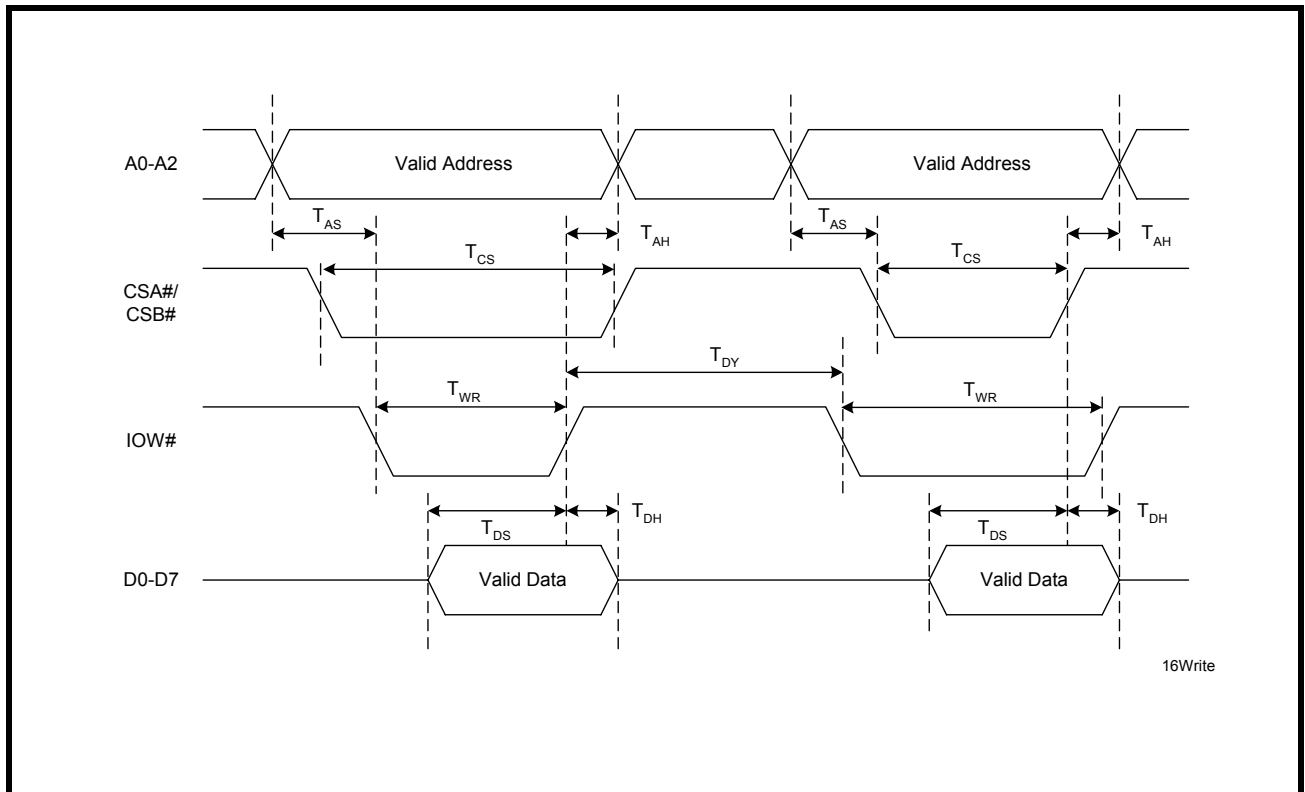 A0-A2 Valid Address Valid Address
TAS TAH TAS TAH
TCS TCS
CSA#/
CSB#
TDY
TWR TWR
IOW#
TDS TDH TDS TDH
D0-D7 Valid Data Valid Data
16Write